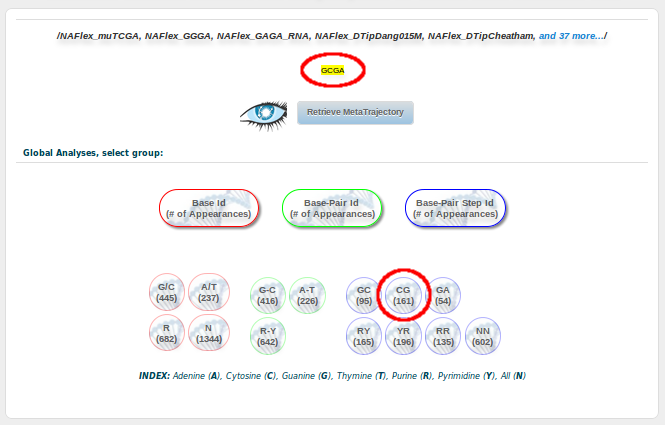 /NAFlex_muTCGA, NAFlex_GGGA, NAFlex_GAGA_RNA, NAFlex_DTipDang015M, NAFlex_DTipCheatham, and 37 more.../
GCGA
Retrieve MetaTrajectory
Global Analyses, select group:
Base Id
(# of Appearances)
Base-Pair Id
(# of Appearances)
Base-Pair Step Id
(# of Appearances)
G/C
(445)
A/T
(237)
R
(682)
N
(1344)
G-C
(416)
A-T
(226)
R-Y
(642)
GC
(95)
CG
(161)
GA
(54)
RY
(165)
YR
(196)
RR
(135)
NN
(602)
INDEX: Adenine (A), Cytosine (C), Guanine (G), Thymine (T), Purine (R), Pyrimidine (Y), All (N)